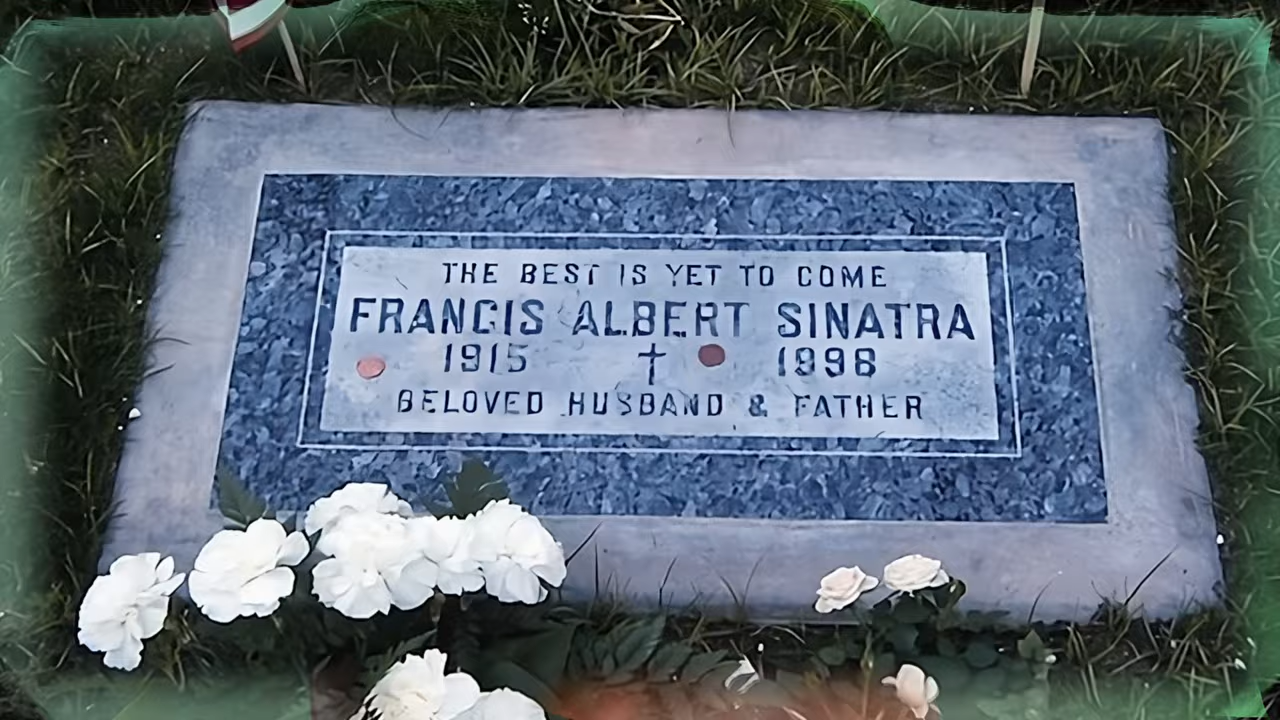 THE BEST IS YET TO COME
FRANCIS ALBERT SINATRA
1915 † 1998
BELOVED HUSBAND & FATHER